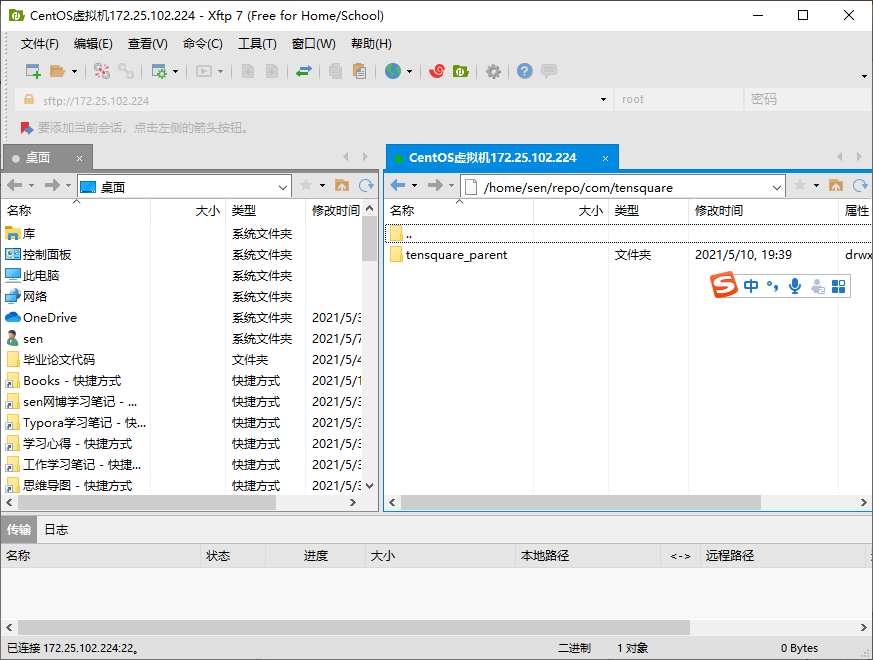 CentOS虚拟机172.25.102.224 - Xftp 7 (Free for Home/School)
文件(F) 编辑(E) 查看(V) 命令(C) 工具(T) 窗口(W) 帮助(H)
sftp://172.25.102.224 root 密码
要添加当前会话，点击左侧的箭头按钮。
桌面 × CentOS虚拟机172.25.102.224 ×
桌面 /home/sen/repo/com/tensquare
名称 大小 类型 修改时间 名称 大小 类型 修改时间 属性
库 系统文件夹 ..
控制面板 系统文件夹 tensquare_parent 文件夹 2021/5/10, 19:39 drwx
此电脑 系统文件夹
网络 系统文件夹 中
OneDrive 系统文件夹 2021/5/3
sen 系统文件夹 2021/5/7
毕业论文代码 文件夹 2021/5/4
Books - 快捷方式 快捷方式 2021/5/1
sen网博学习笔记 - ... 快捷方式 2021/5/3
Typora学习笔记 - 快... 快捷方式 2021/5/3
学习心得 - 快捷方式 快捷方式 2021/5/3
工作学习笔记 - 快捷... 快捷方式 2021/5/3
思维导图 - 快捷方式 快捷方式 2021/5/3
传输 日志
名称 状态 进度 大小 本地路径 <-> 远程路径
已连接 172.25.102.224:22。 二进制 1 对象 0 Bytes